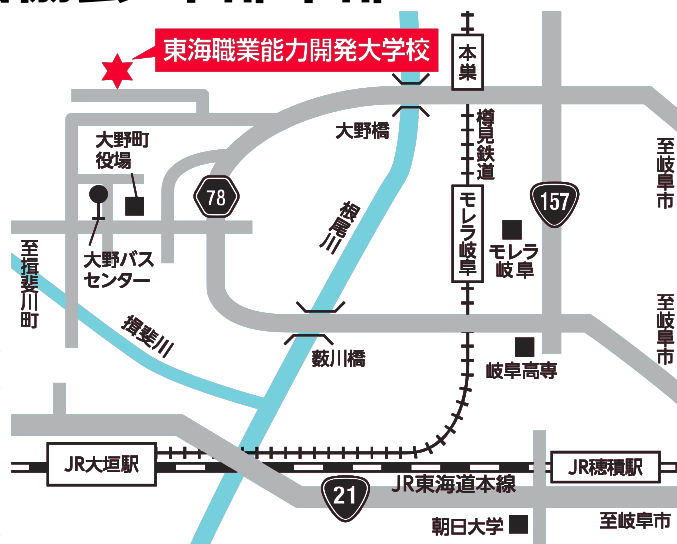 東海職業能力開発大学校
本巣
大野橋
樽見鉄道
大野町
役場
至岐阜市
78
157
モレラ岐阜
根尾川
モレラ
岐阜
大野バス
センター
至揖斐川町
揖斐川
至岐阜市
藪川橋
岐阜高専
JR大垣駅
JR穂積駅
JR東海道本線
21
朝日大学
至岐阜市